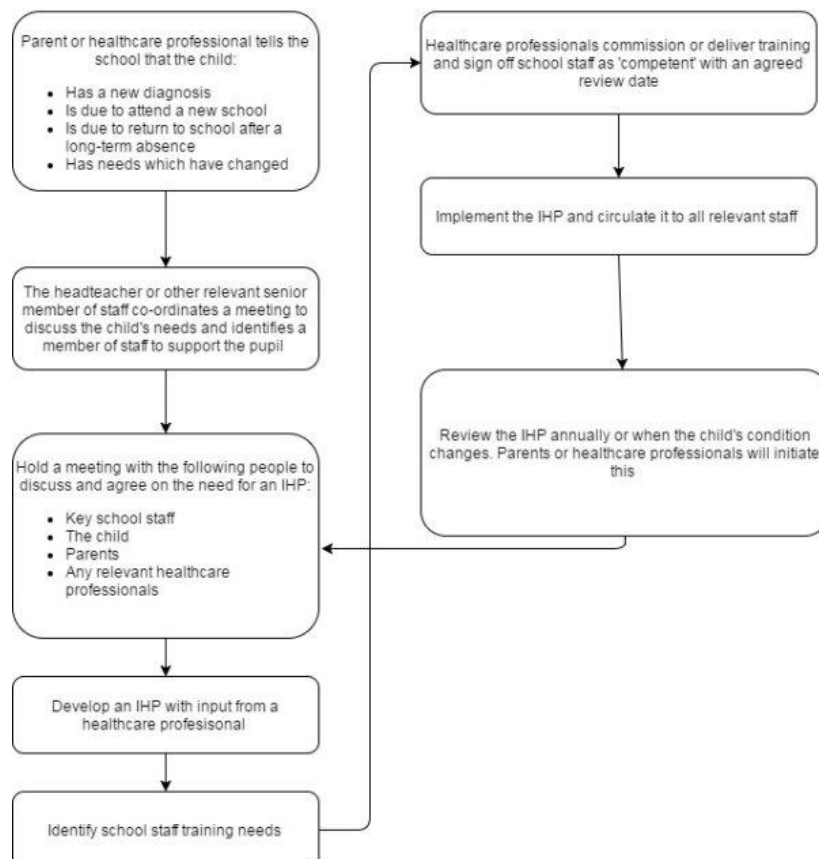 Parent or healthcare professional tells the
school that the child:
• Has a new diagnosis
• Is due to attend a new school
• Is due to return to school after a
long-term absence
• Has needs which have changed
The headteacher or other relevant senior
member of staff co-ordinates a meeting to
discuss the child's needs and identifies a
member of staff to support the pupil
Hold a meeting with the following people to
discuss and agree on the need for an IHP:
• Key school staff
• The child
• Parents
• Any relevant healthcare
professionals
Develop an IHP with input from a
healthcare profesisonal
Identify school staff training needs
Healthcare professionals commission or deliver training
and sign off school staff as 'competent' with an agreed
review date
Implement the IHP and circulate it to all relevant staff
Review the IHP annually or when the child's condition
changes. Parents or healthcare professionals will initiate
this